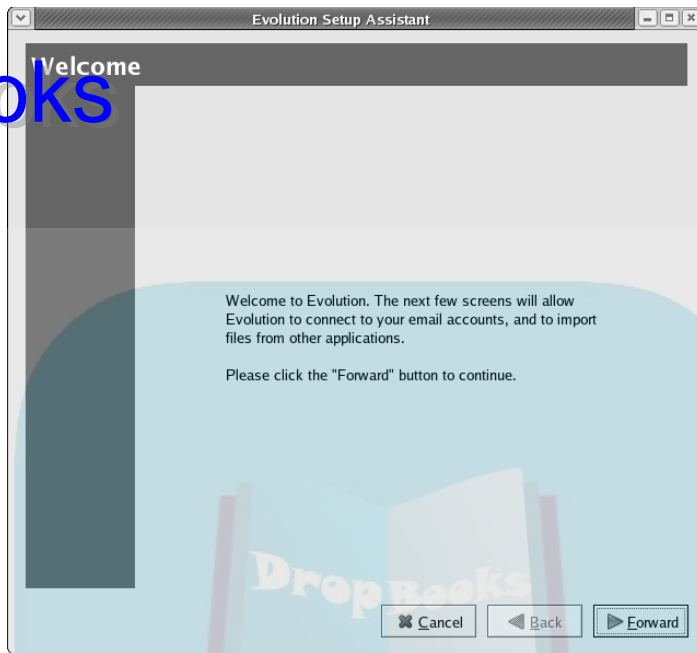 Evolution Setup Assistant
Welcome
oks
Welcome to Evolution. The next few screens will allow
Evolution to connect to your email accounts, and to import
files from other applications.
Please click the "Forward" button to continue.
DropBooks
Cancel Back Forward